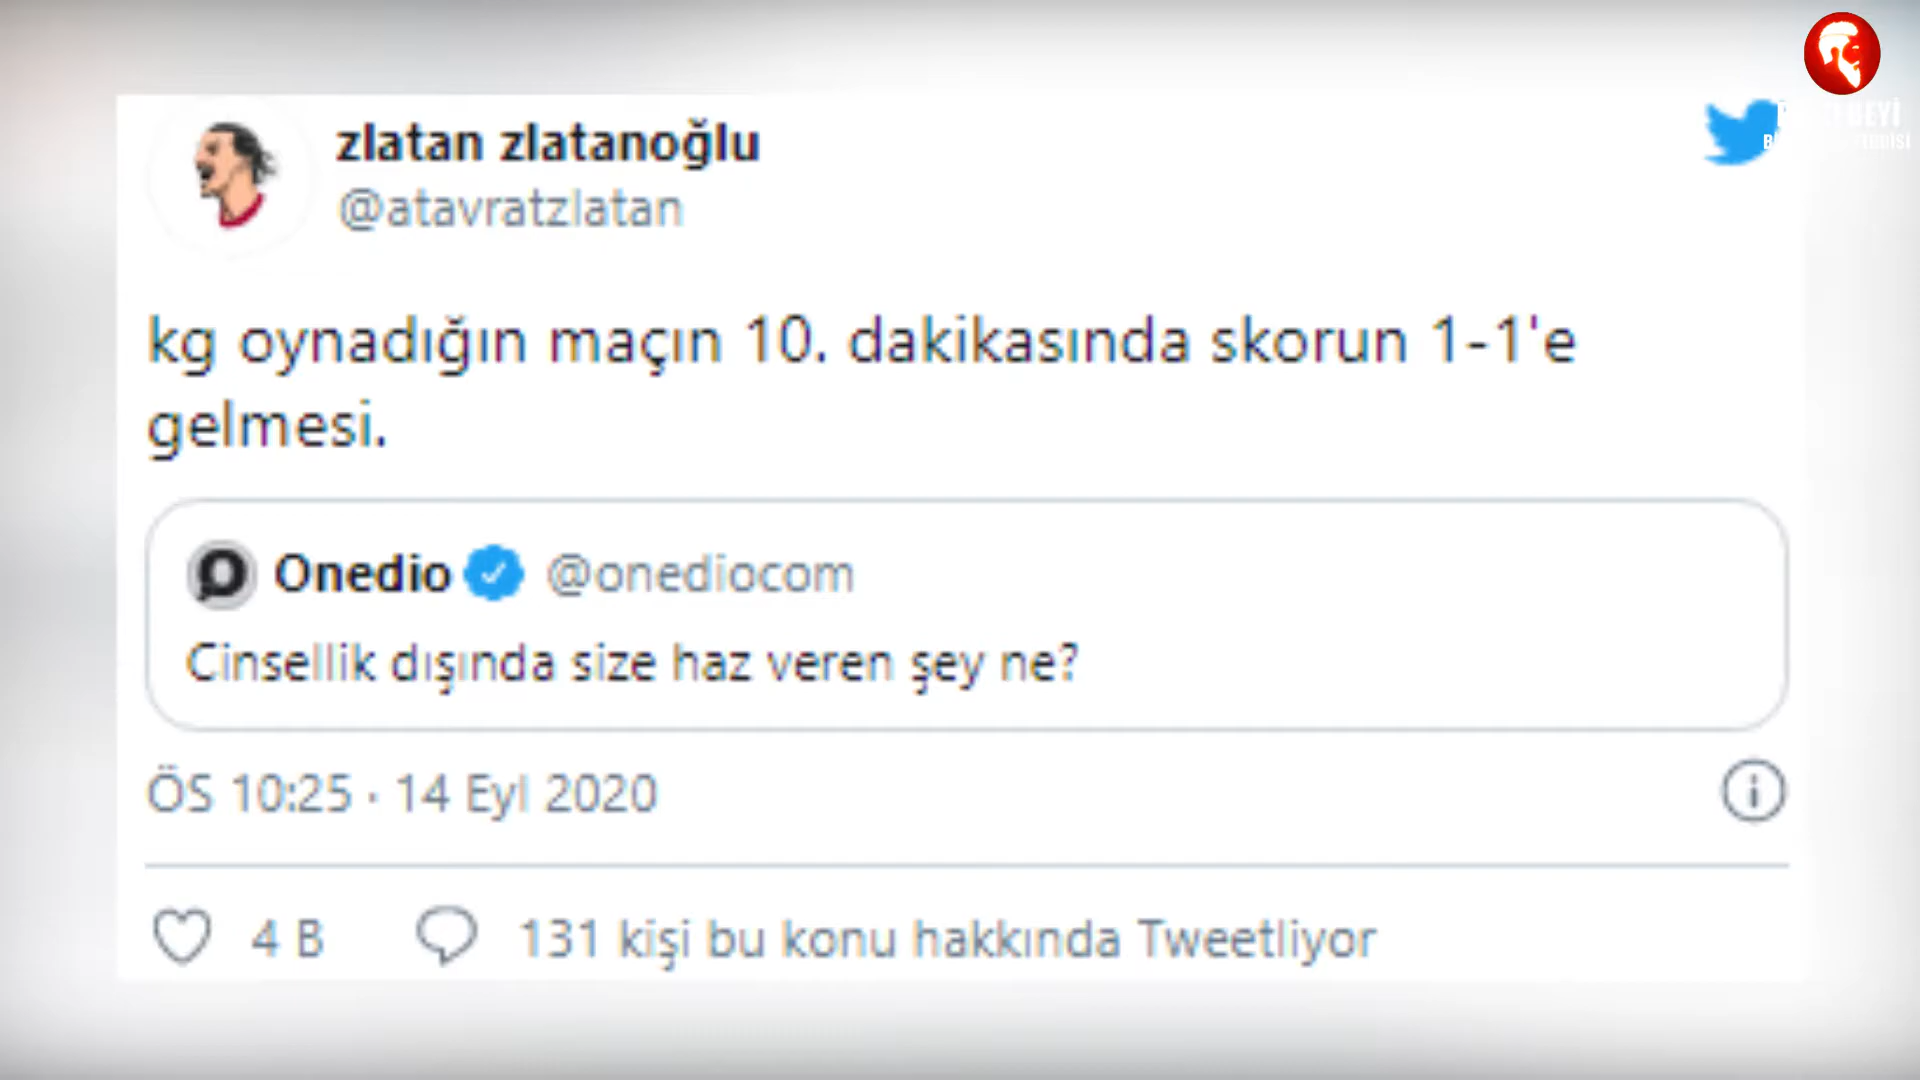 zlatan zlatanoğlu
@atavratzlatan
kg oynadığın maçın 10. dakikasında skorun 1-1'e
gelmesi.
Onedio @onediocom
Cinsellik dışında size haz veren şey ne?
ÖS 10:25 · 14 Eyl 2020
4 B 131 kişi bu konu hakkında Tweetliyor